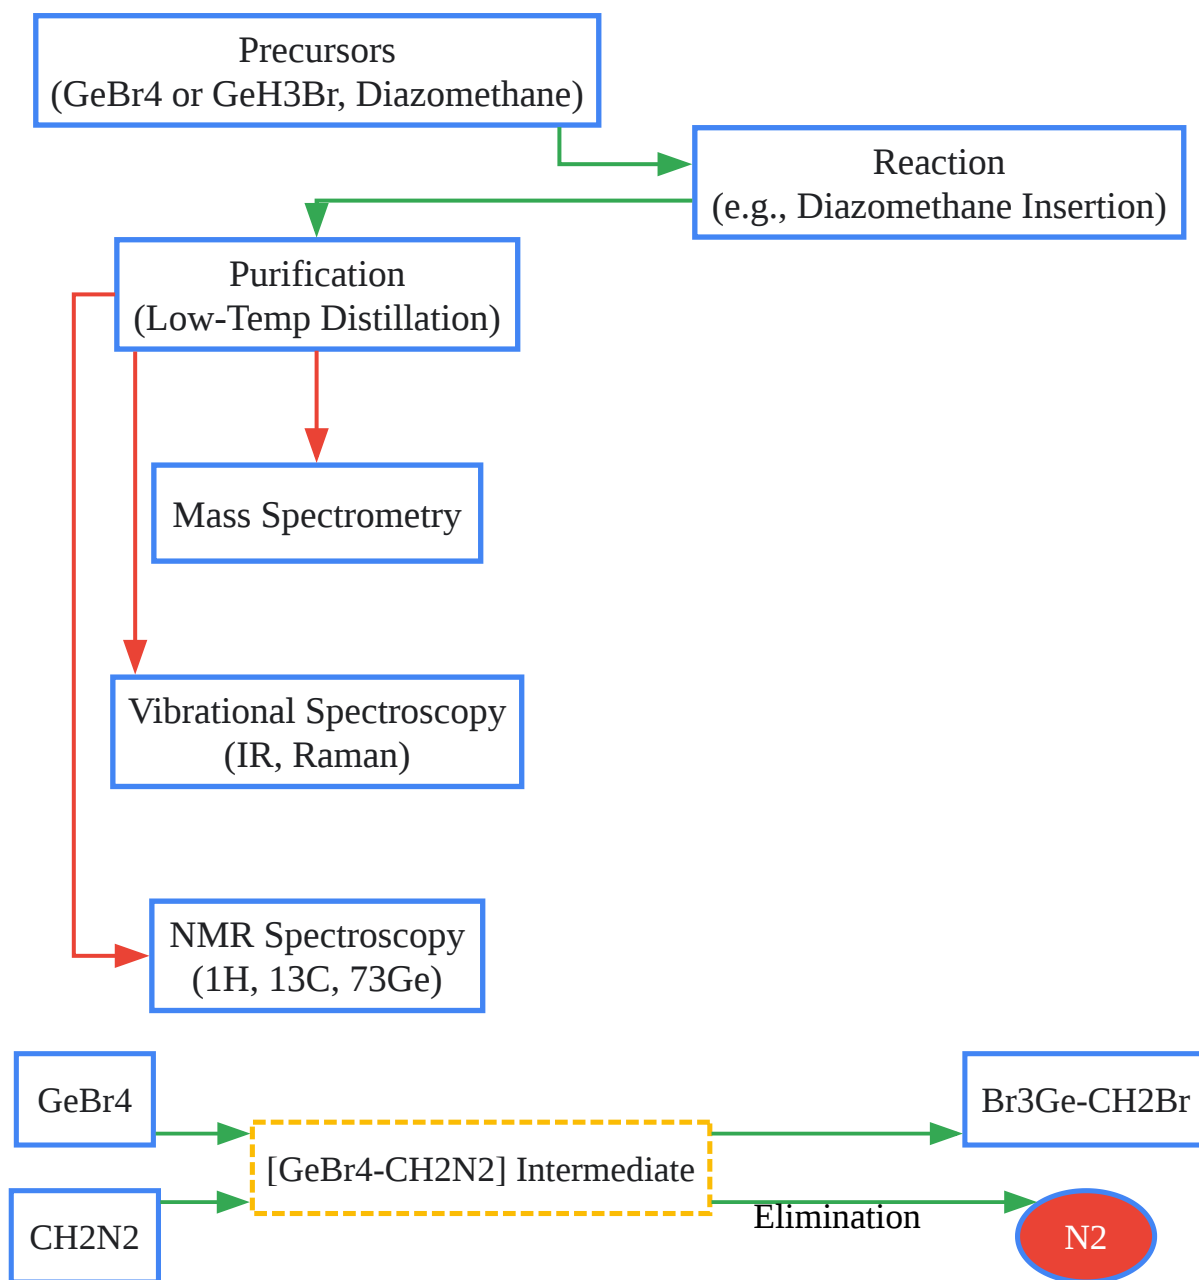 Precursors
(GeBr4 or GeH3Br, Diazomethane)
Reaction
(e.g., Diazomethane Insertion)
Purification
(Low-Temp Distillation)
Mass Spectrometry
Vibrational Spectroscopy
(IR, Raman)
NMR Spectroscopy
(1H, 13C, 73Ge)
GeBr4
Br3Ge-CH2Br
[GeBr4-CH2N2] Intermediate
Elimination
CH2N2
N2